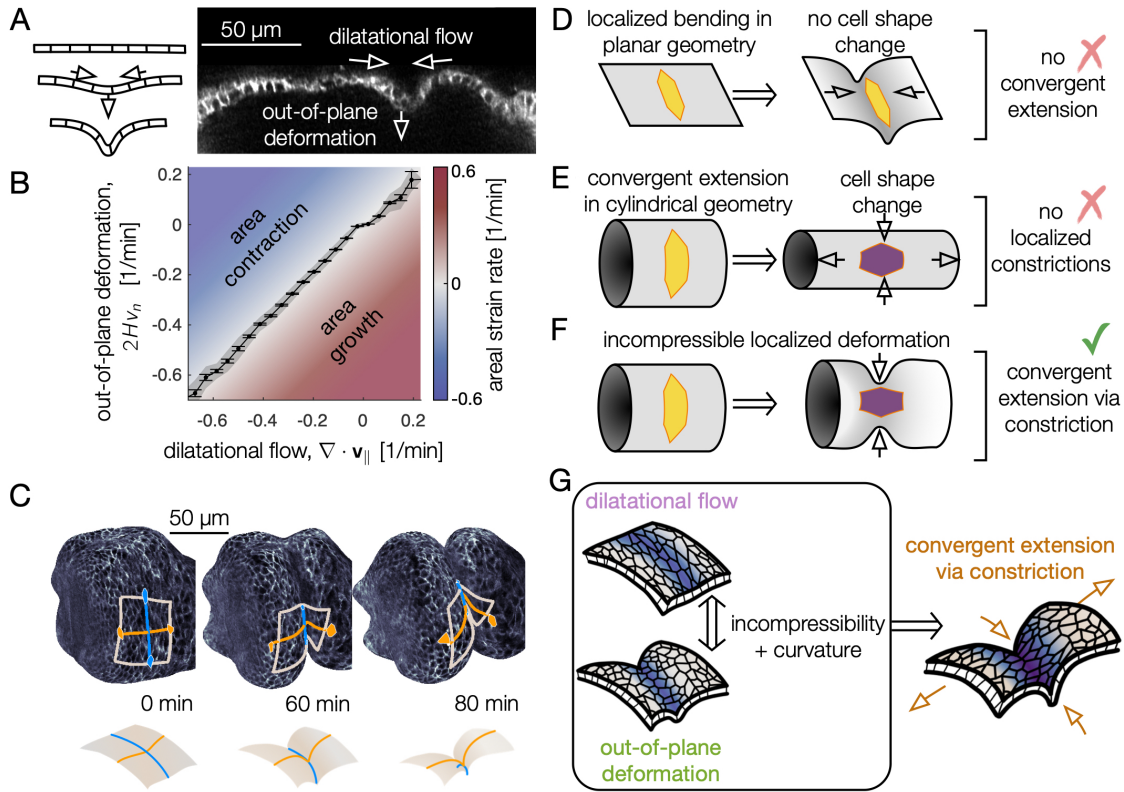 A
50 µm
dilatational flow
out-of-plane
deformation
B
out-of-plane deformation,
2Hvₙ [1/min]
0.2
0
-0.2
-0.4
-0.6
area
contraction
area
growth
-0.6
-0.4
-0.2
0
0.2
dilatational flow, ∇ · v∥ [1/min]
0.6
0
-0.6
areal strain rate [1/min]
C
50 µm
0 min
60 min
80 min
D
localized bending in
planar geometry
no cell shape
change
no
convergent
extension
E
convergent extension
in cylindrical geometry
cell shape
change
no
localized
constrictions
F
incompressible localized deformation
convergent
extension via
constriction
G
dilatational flow
incompressibility
+ curvature
out-of-plane
deformation
convergent extension
via constriction